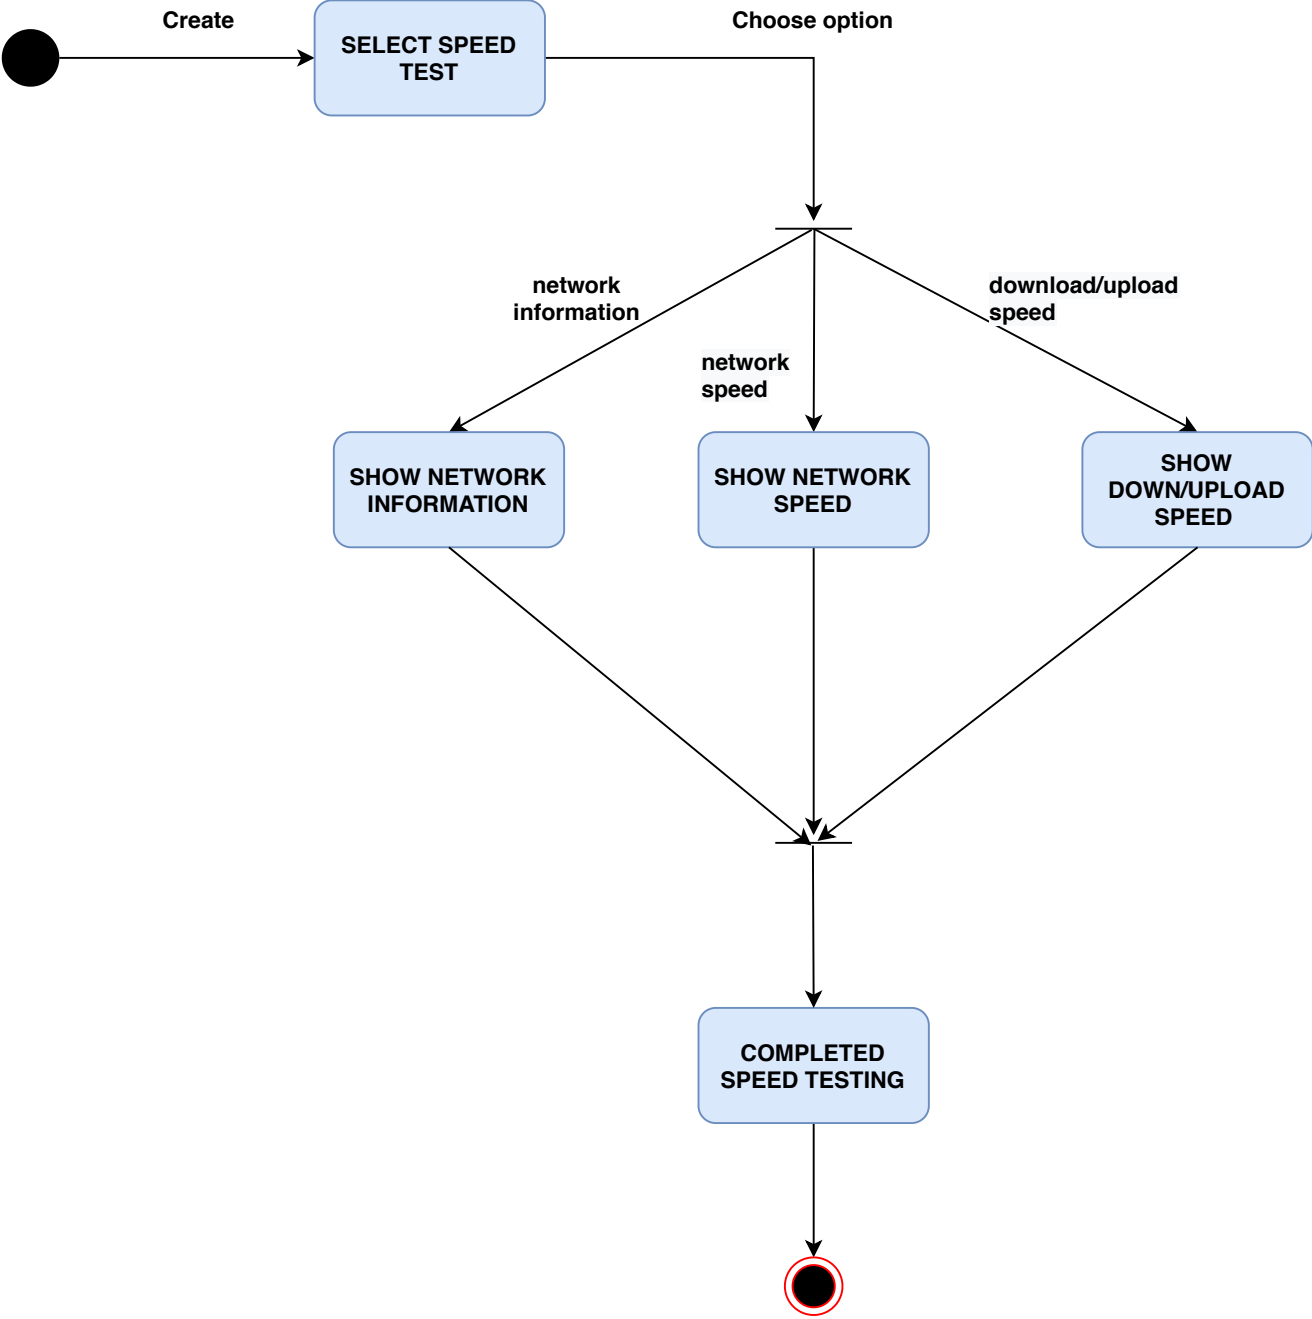 Create
Choose option
SELECT SPEED
TEST
network
information
download/upload
speed
network
speed
SHOW NETWORK
INFORMATION
SHOW NETWORK
SPEED
SHOW
DOWN/UPLOAD
SPEED
COMPLETED
SPEED TESTING